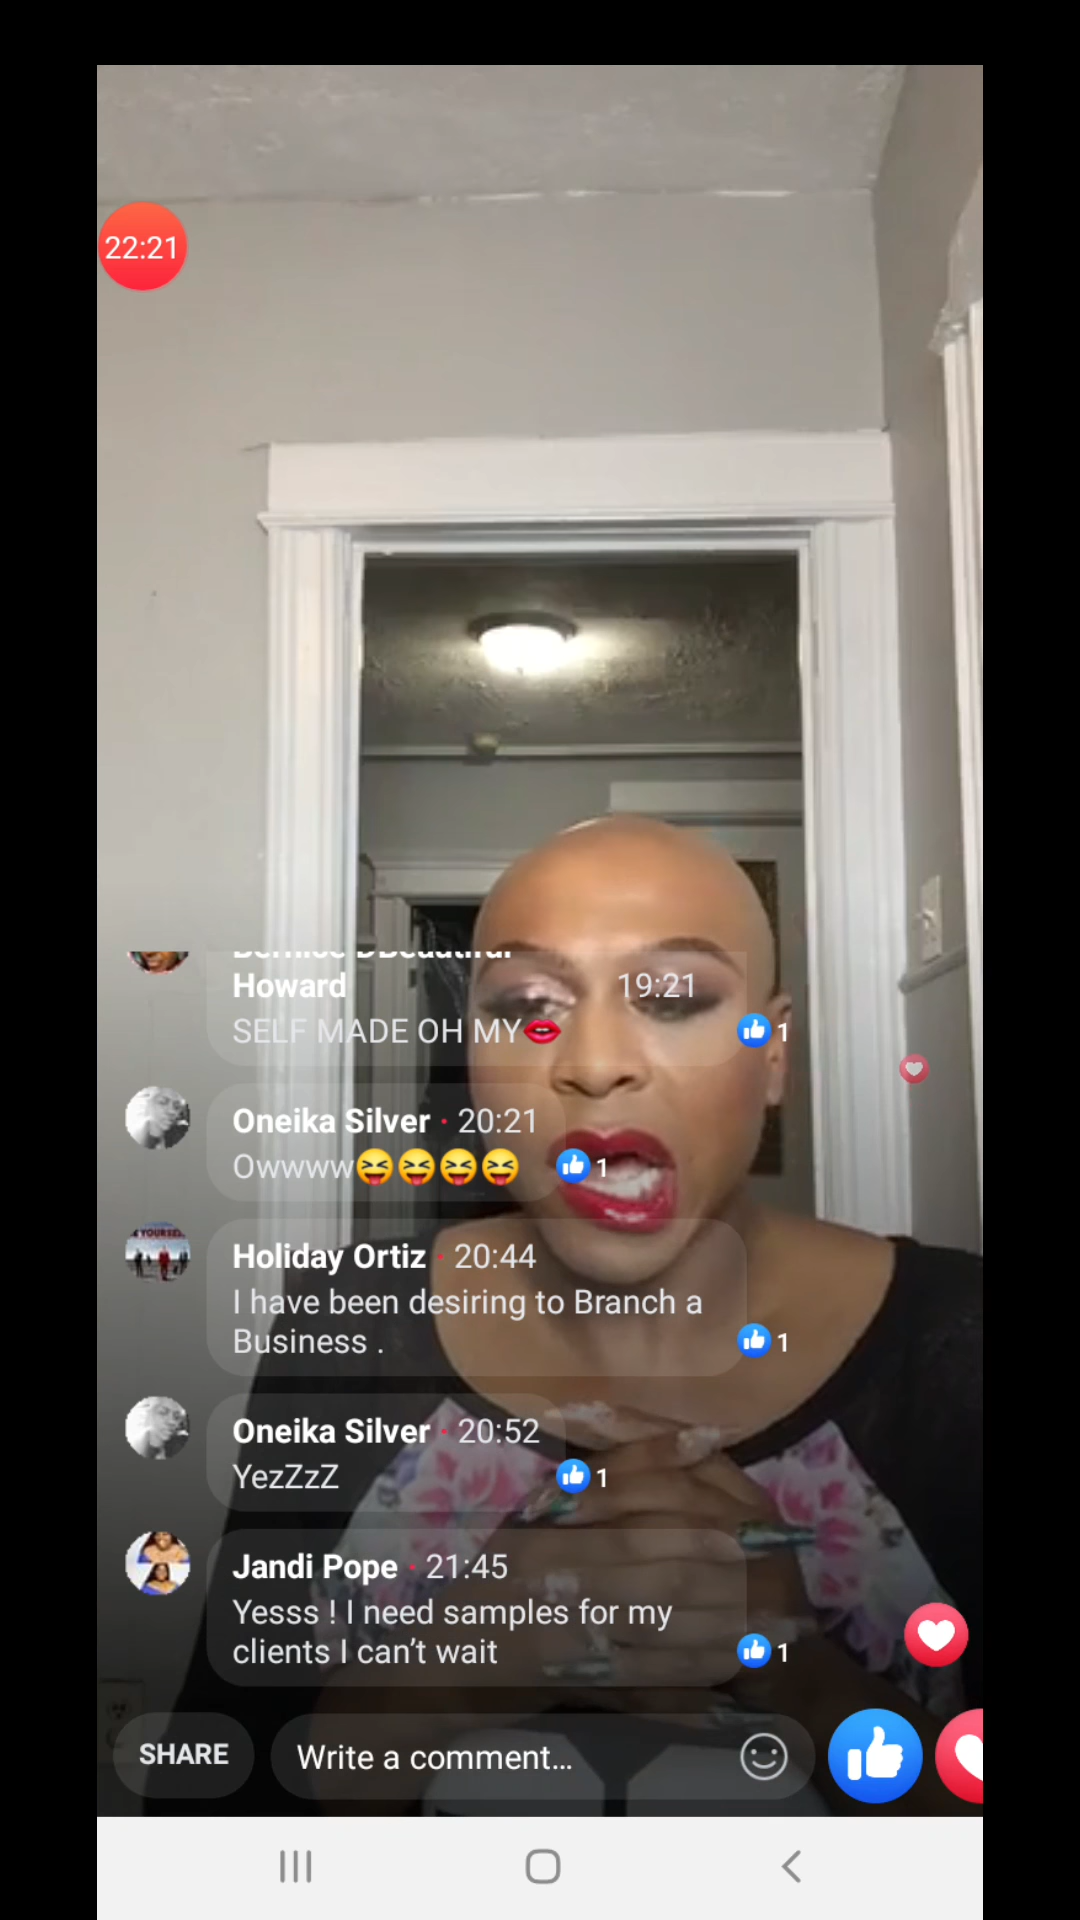 22:21
Bernice DBeautiful
Howard 19:21
SELF MADE OH MY💋
1
Oneika Silver · 20:21
Owwww😝😝😝😝
1
Holiday Ortiz · 20:44
I have been desiring to Branch a
Business .
1
Oneika Silver · 20:52
YezZzZ
1
Jandi Pope · 21:45
Yesss ! I need samples for my
clients I can’t wait
1
SHARE
Write a comment...